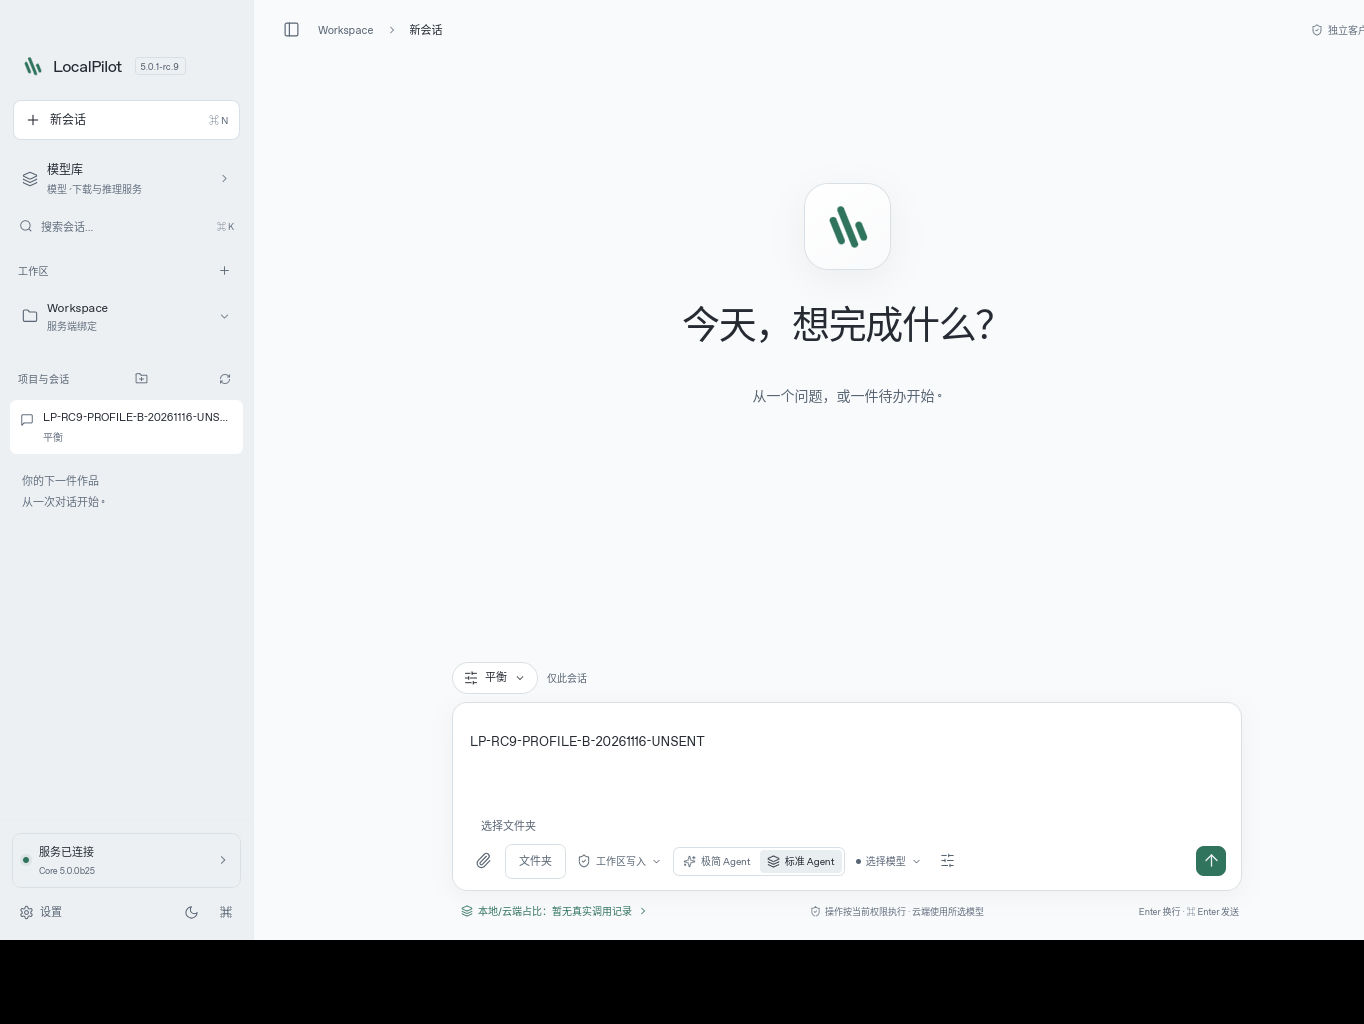 LocalPilot 5.0.1-rc.9
新会话 ⌘N
模型库
模型 · 下载与推理服务
搜索会话... ⌘K
工作区
Workspace
服务端绑定
项目与会话
LP-RC9-PROFILE-B-20261116-UNS...
平衡
你的下一件作品
从一次对话开始。
服务已连接
Core 5.0.0b25
设置 ⌘
Workspace 新会话
独立客户
今天，想完成什么？
从一个问题，或一件待办开始。
平衡 仅此会话
LP-RC9-PROFILE-B-20261116-UNSENT
选择文件夹
文件夹 工作区写入 极简 Agent 标准 Agent 选择模型
本地/云端占比：暂无真实调用记录 操作按当前权限执行 · 云端使用所选模型 Enter 换行 · ⌘ Enter 发送